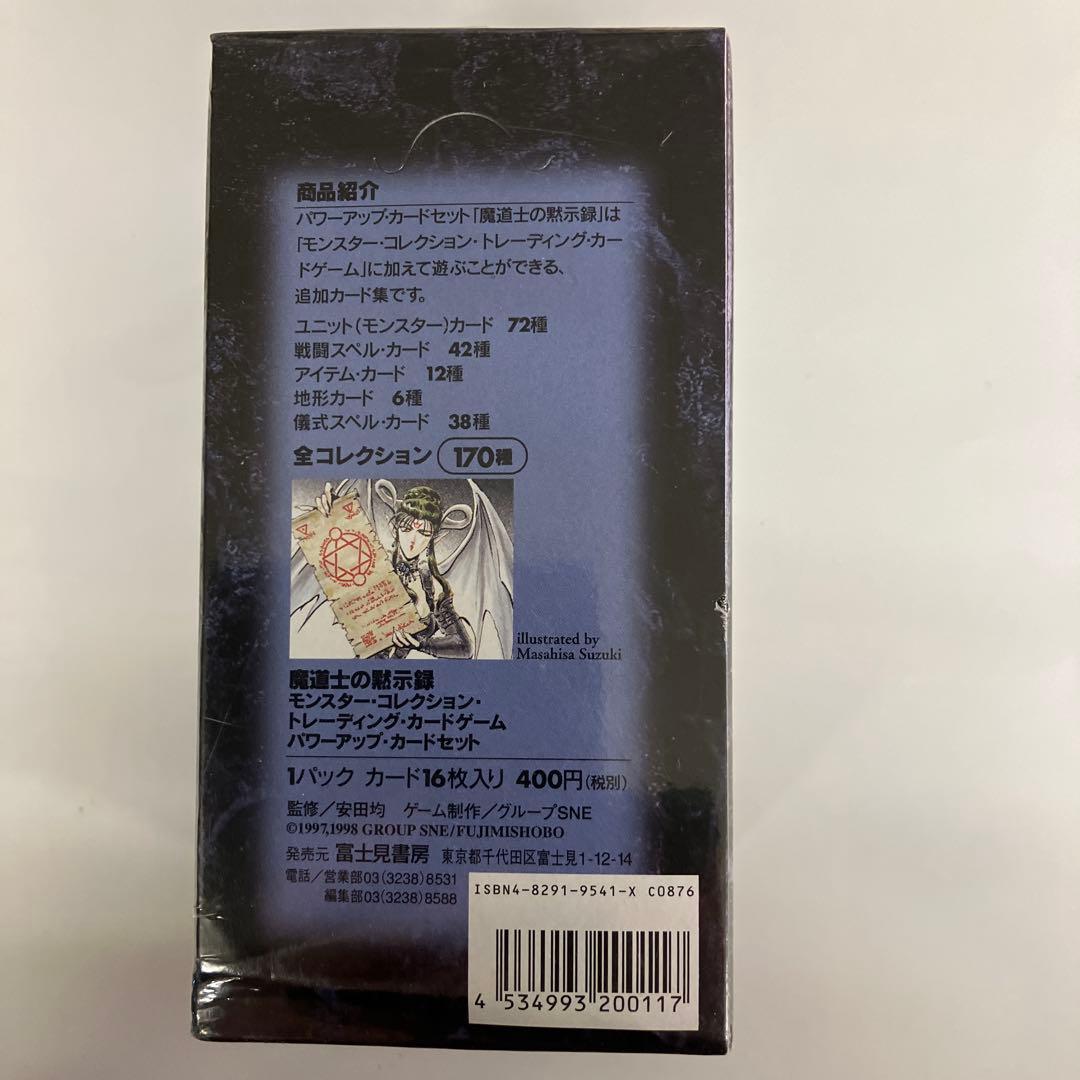 商品紹介
パワーアップ・カードセット「魔道士の黙示録」は
「モンスター・コレクション・トレーディング・カー
ドゲーム」に加えて遊ぶことができる、
追加カード集です。
ユニット(モンスター)カード 72種
戦闘スペル・カード 42種
アイテム・カード 12種
地形カード 6種
儀式スペル・カード 38種
全コレクション 170種
illustrated by
Masahisa Suzuki
魔道士の黙示録
モンスター・コレクション・
トレーディング・カードゲーム
パワーアップ・カードセット
1パック カード16枚入り 400円(税別)
監修/安田均 ゲーム制作/グループSNE
©1997,1998 GROUP SNE/FUJIMISHOBO
発売元 富士見書房 東京都千代田区富士見1-12-14
電話/営業部03(3238)8531
編集部03(3238)8588
ISBN4-8291-9541-X C0876
4 534993 200117